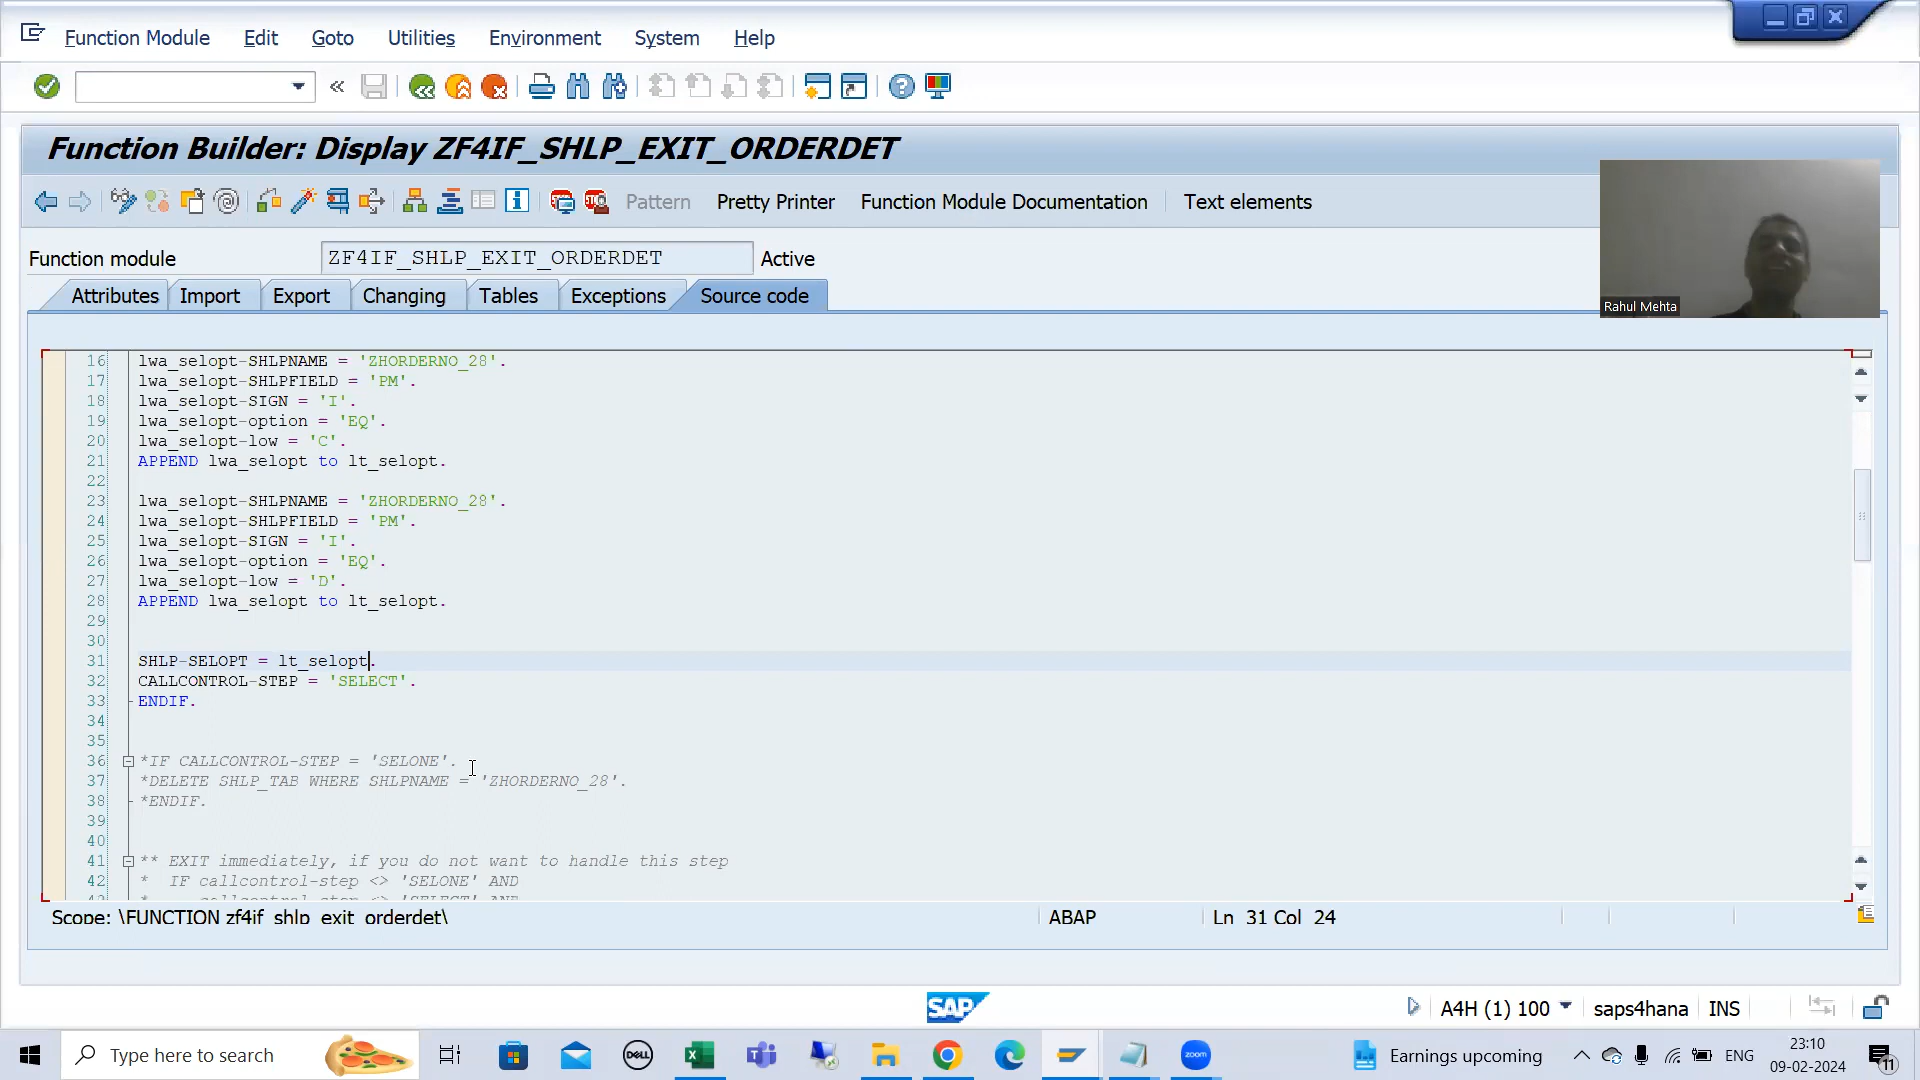 Function Module Edit Goto Utilities Environment System Help
Function Builder: Display ZF4IF_SHLP_EXIT_ORDERDET
Pattern Pretty Printer Function Module Documentation Text elements
Function module ZF4IF_SHLP_EXIT_ORDERDET Active
Rahul Mehta
Attributes Import Export Changing Tables Exceptions Source code
16 lwa_selopt-SHLPNAME = 'ZHORDERNO_28'.
17 lwa_selopt-SHLPFIELD = 'PM'.
18 lwa_selopt-SIGN = 'I'.
19 lwa_selopt-option = 'EQ'.
20 lwa_selopt-low = 'C'.
21 APPEND lwa_selopt to lt_selopt.
22
23 lwa_selopt-SHLPNAME = 'ZHORDERNO_28'.
24 lwa_selopt-SHLPFIELD = 'PM'.
25 lwa_selopt-SIGN = 'I'.
26 lwa_selopt-option = 'EQ'.
27 lwa_selopt-low = 'D'.
28 APPEND lwa_selopt to lt_selopt.
29
30
31 SHLP-SELOPT = lt_selopt.
32 CALLCONTROL-STEP = 'SELECT'.
33 ENDIF.
34
35
36 *IF CALLCONTROL-STEP = 'SELONE'.
37 *DELETE SHLP_TAB WHERE SHLPNAME = 'ZHORDERNO_28'.
38 *ENDIF.
39
40
41 ** EXIT immediately, if you do not want to handle this step
42 * IF callcontrol-step <> 'SELONE' AND
Scope: \FUNCTION zf4if_shlp_exit_orderdet\ ABAP Ln 31 Col 24
SAP
A4H (1) 100 saps4hana INS
Type here to search
DELL
zoom
Earnings upcoming
ENG
23:10
09-02-2024
11